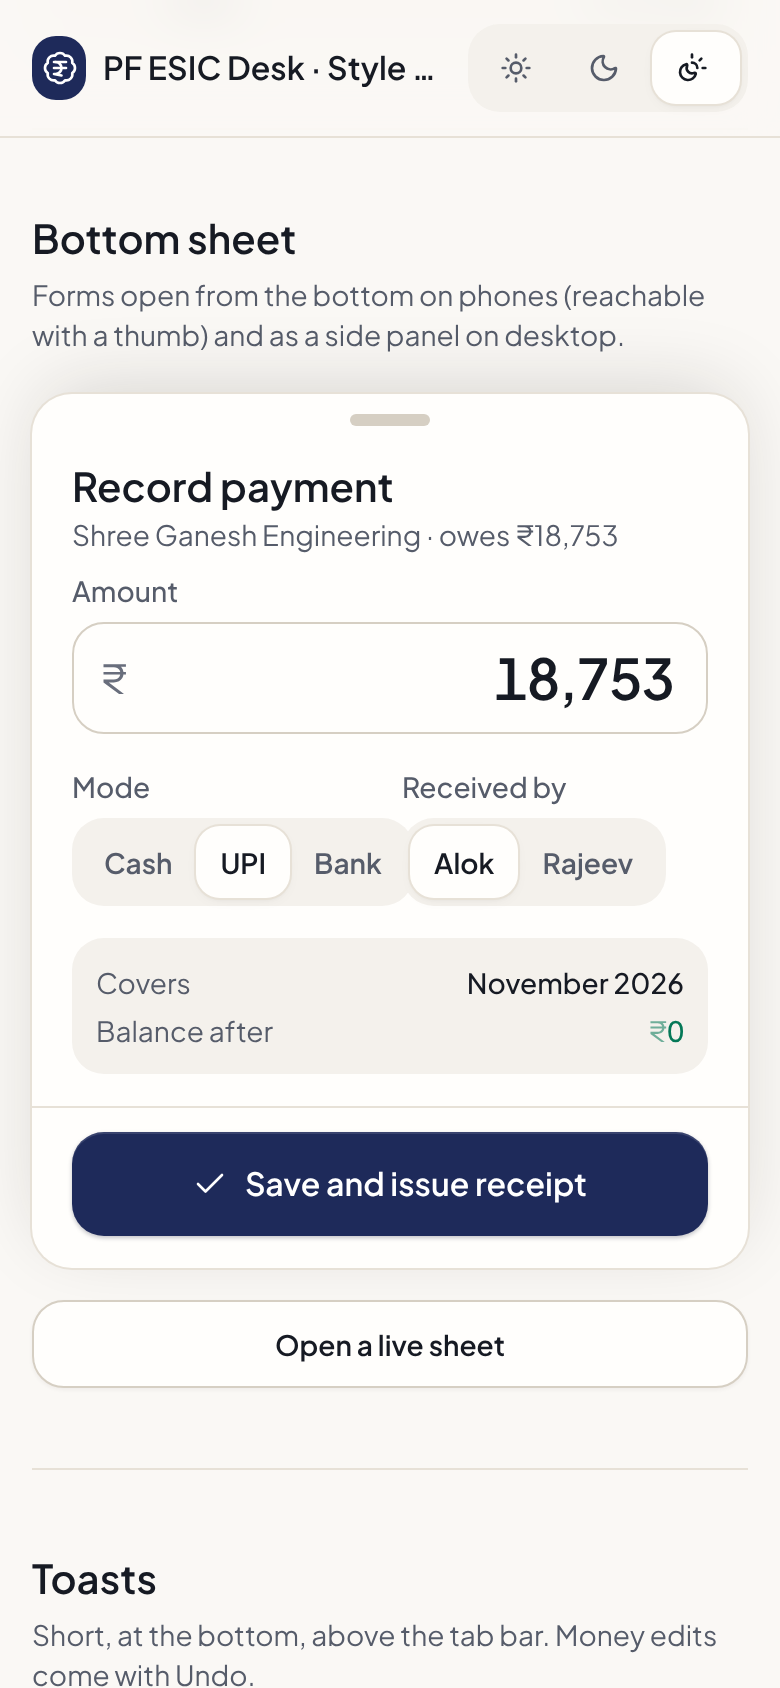 PF ESIC Desk · Style ...
Bottom sheet
Forms open from the bottom on phones (reachable
with a thumb) and as a side panel on desktop.
Record payment
Shree Ganesh Engineering · owes ₹18,753
Amount
₹ 18,753
Mode Received by
Cash UPI Bank Alok Rajeev
Covers November 2026
Balance after ₹0
Save and issue receipt
Open a live sheet
Toasts
Short, at the bottom, above the tab bar. Money edits
come with Undo.